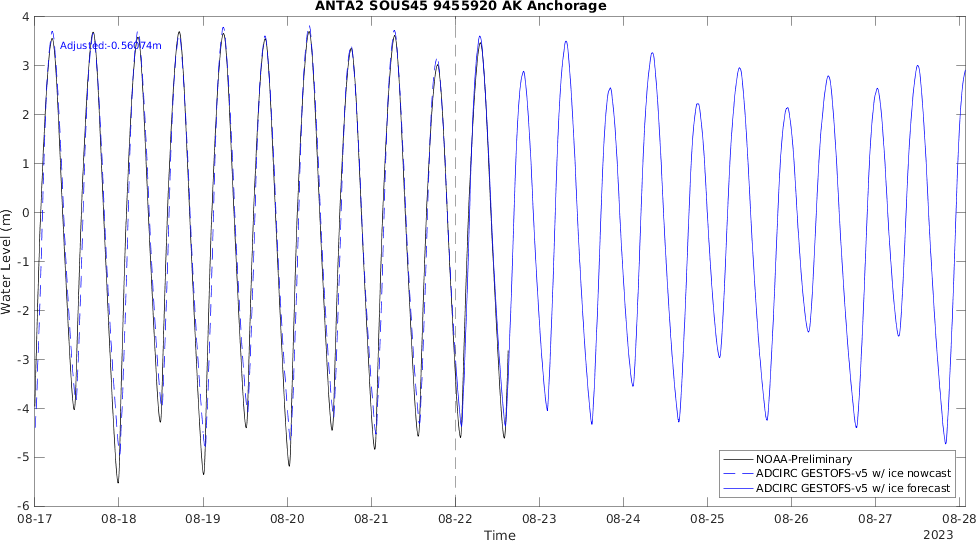 ANTA2 SOUS45 9455920 AK Anchorage
Adjusted:-0.56074m
Water Level (m)
4
3
2
1
0
-1
-2
-3
-4
-5
-6
NOAA-Preliminary
ADCIRC GESTOFS-v5 w/ ice nowcast
ADCIRC GESTOFS-v5 w/ ice forecast
08-17 08-18 08-19 08-20 08-21 08-22 08-23 08-24 08-25 08-26 08-27 08-28
Time
2023